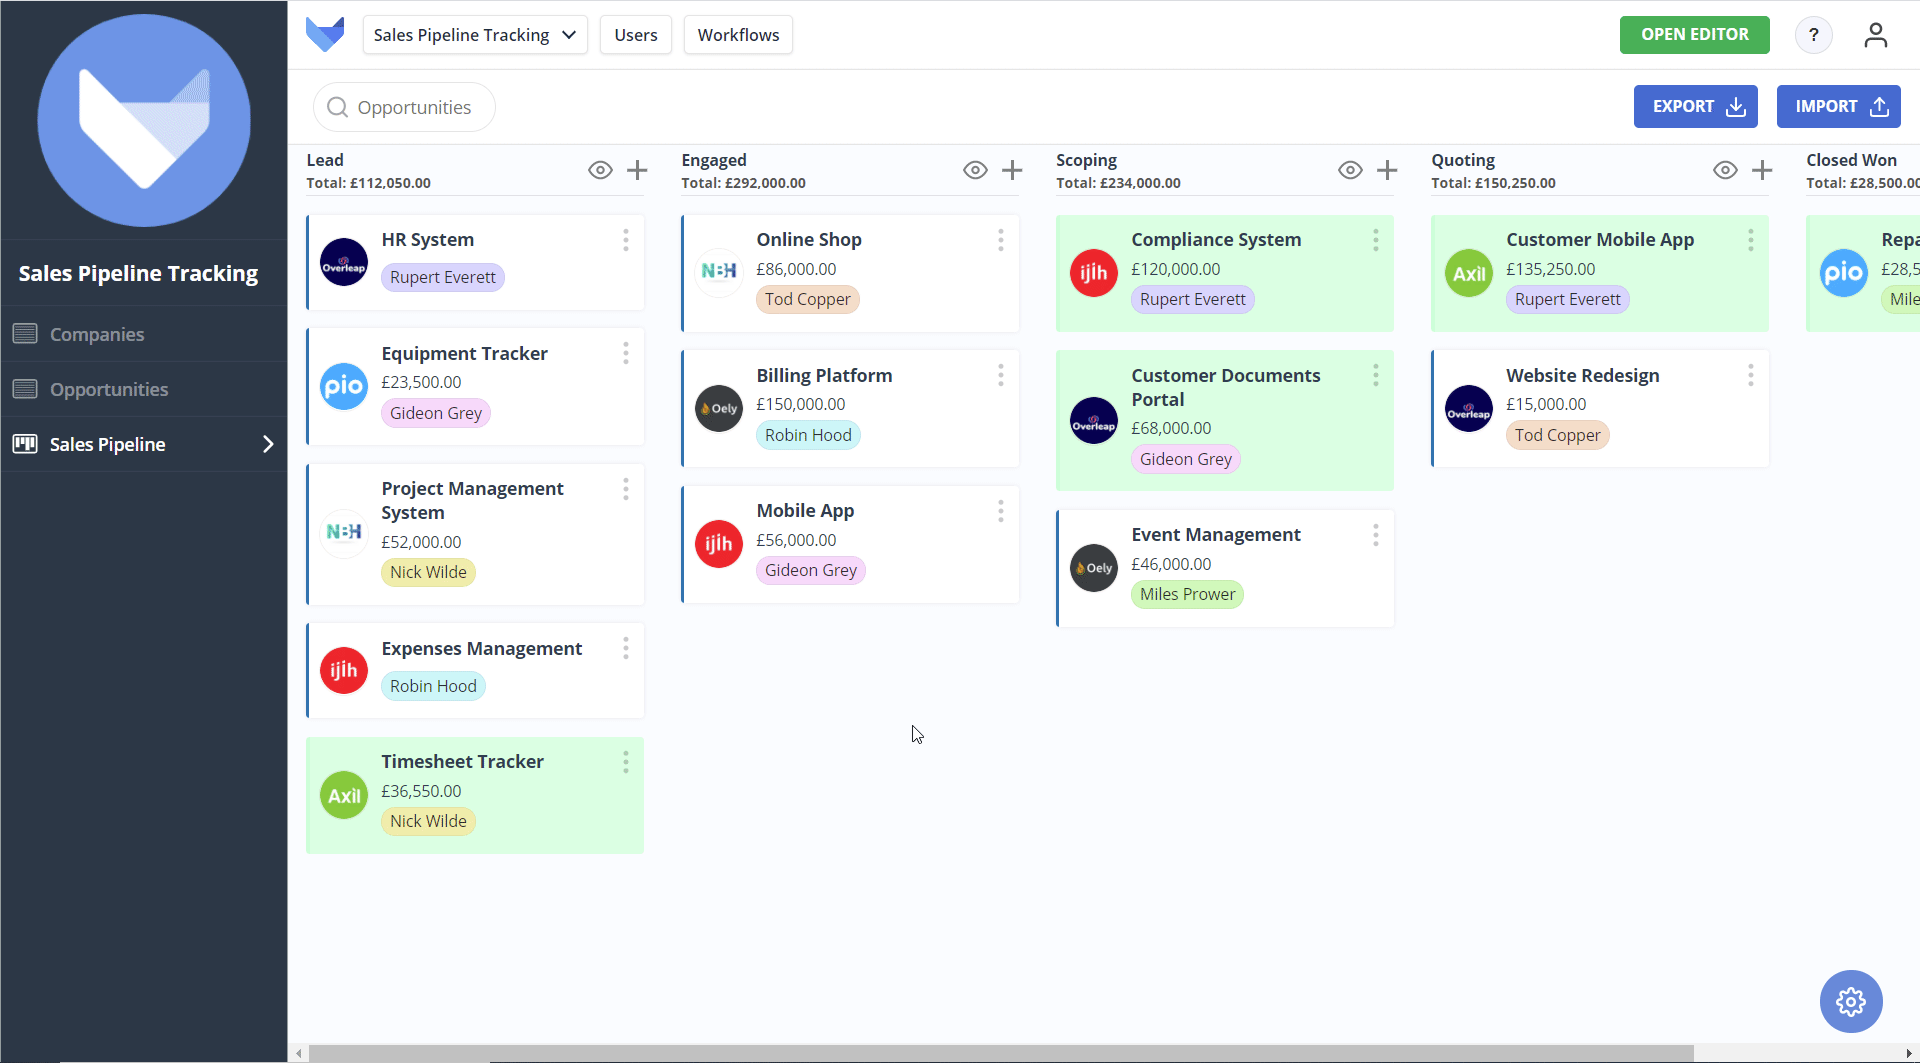 Sales Pipeline Tracking
Users
Workflows
OPEN EDITOR
?
Opportunities
EXPORT
IMPORT
Sales Pipeline Tracking
Companies
Opportunities
Sales Pipeline
Lead
Total: £112,050.00
HR System
Overleap
Rupert Everett
Equipment Tracker
pio
£23,500.00
Gideon Grey
Project Management
System
NBH
£52,000.00
Nick Wilde
Expenses Management
ijih
Robin Hood
Timesheet Tracker
Axil
£36,550.00
Nick Wilde
Engaged
Total: £292,000.00
Online Shop
NBH
£86,000.00
Tod Copper
Billing Platform
Oely
£150,000.00
Robin Hood
Mobile App
ijih
£56,000.00
Gideon Grey
Scoping
Total: £234,000.00
Compliance System
ijih
£120,000.00
Rupert Everett
Customer Documents
Portal
Overleap
£68,000.00
Gideon Grey
Event Management
Oely
£46,000.00
Miles Prower
Quoting
Total: £150,250.00
Customer Mobile App
Axil
£135,250.00
Rupert Everett
Website Redesign
Overleap
£15,000.00
Tod Copper
Closed Won
Total: £28,500.00
Repa
pio
£28,5
Mile